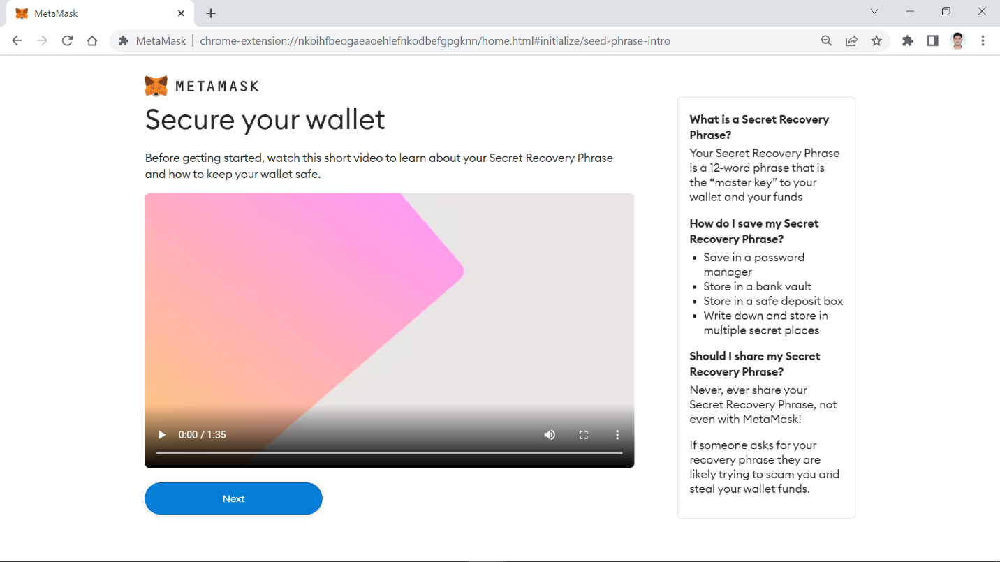 MetaMask
MetaMask | chrome-extension://nkbihfbeogaeaoehlefnkodbefgpgknn/home.html#initialize/seed-phrase-intro
METAMASK
Secure your wallet
Before getting started, watch this short video to learn about your Secret Recovery Phrase
and how to keep your wallet safe.
0:00 / 1:35
Next
What is a Secret Recovery
Phrase?
Your Secret Recovery Phrase
is a 12-word phrase that is
the “master key” to your
wallet and your funds
How do I save my Secret
Recovery Phrase?
• Save in a password
manager
• Store in a bank vault
• Store in a safe deposit box
• Write down and store in
multiple secret places
Should I share my Secret
Recovery Phrase?
Never, ever share your
Secret Recovery Phrase, not
even with MetaMask!
If someone asks for your
recovery phrase they are
likely trying to scam you and
steal your wallet funds.